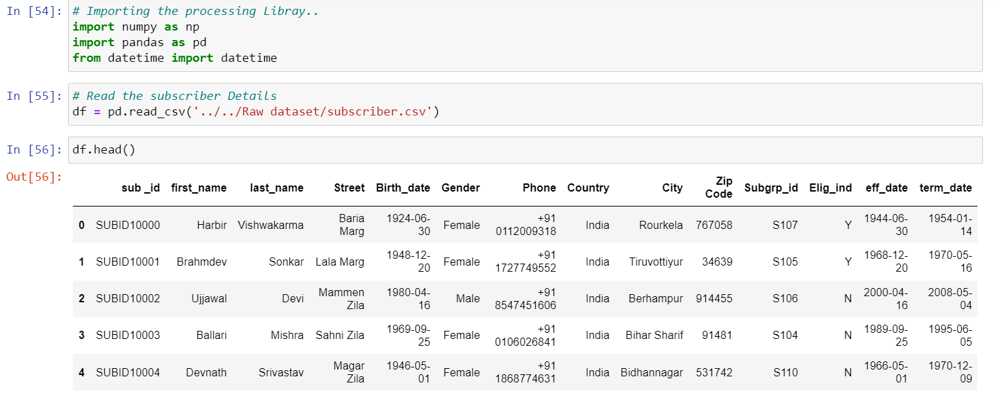 In [54]: # Importing the processing Libray..
import numpy as np
import pandas as pd
from datetime import datetime
In [55]: # Read the subscriber Details
df = pd.read_csv('../../Raw dataset/subscriber.csv')
In [56]: df.head()
Out[56]:
sub _id first_name last_name Street Birth_date Gender Phone Country City Zip Code Subgrp_id Elig_ind eff_date term_date
0 SUBID10000 Harbir Vishwakarma Baria Marg 1924-06-30 Female +91 0112009318 India Rourkela 767058 S107 Y 1944-06-30 1954-01-14
1 SUBID10001 Brahmdev Sonkar Lala Marg 1948-12-20 Female +91 1727749552 India Tiruvottiyur 34639 S105 Y 1968-12-20 1970-05-16
2 SUBID10002 Ujjawal Devi Mammen Zila 1980-04-16 Male +91 8547451606 India Berhampur 914455 S106 N 2000-04-16 2008-05-04
3 SUBID10003 Ballari Mishra Sahni Zila 1969-09-25 Female +91 0106026841 India Bihar Sharif 91481 S104 N 1989-09-25 1995-06-05
4 SUBID10004 Devnath Srivastav Magar Zila 1946-05-01 Female +91 1868774631 India Bidhannagar 531742 S110 N 1966-05-01 1970-12-09